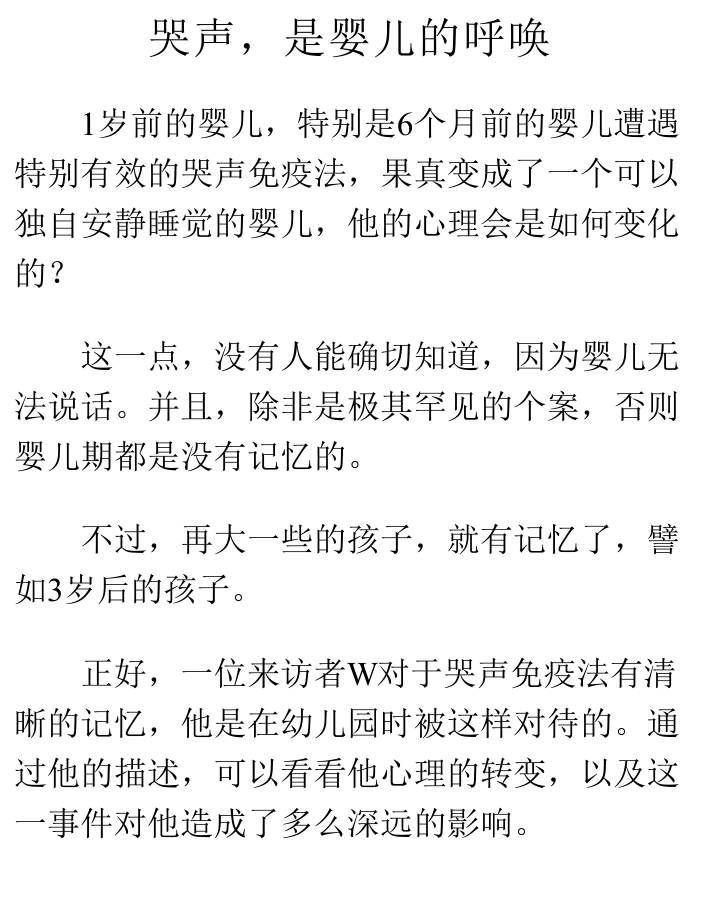 哭声，是婴儿的呼唤
1岁前的婴儿，特别是6个月前的婴儿遭遇
特别有效的哭声免疫法，果真变成了一个可以
独自安静睡觉的婴儿，他的心理会是如何变化
的？
这一点，没有人能确切知道，因为婴儿无
法说话。并且，除非是极其罕见的个案，否则
婴儿期都是没有记忆的。
不过，再大一些的孩子，就有记忆了，譬
如3岁后的孩子。
正好，一位来访者W对于哭声免疫法有清
晰的记忆，他是在幼儿园时被这样对待的。通
过他的描述，可以看看他心理的转变，以及这
一事件对他造成了多么深远的影响。